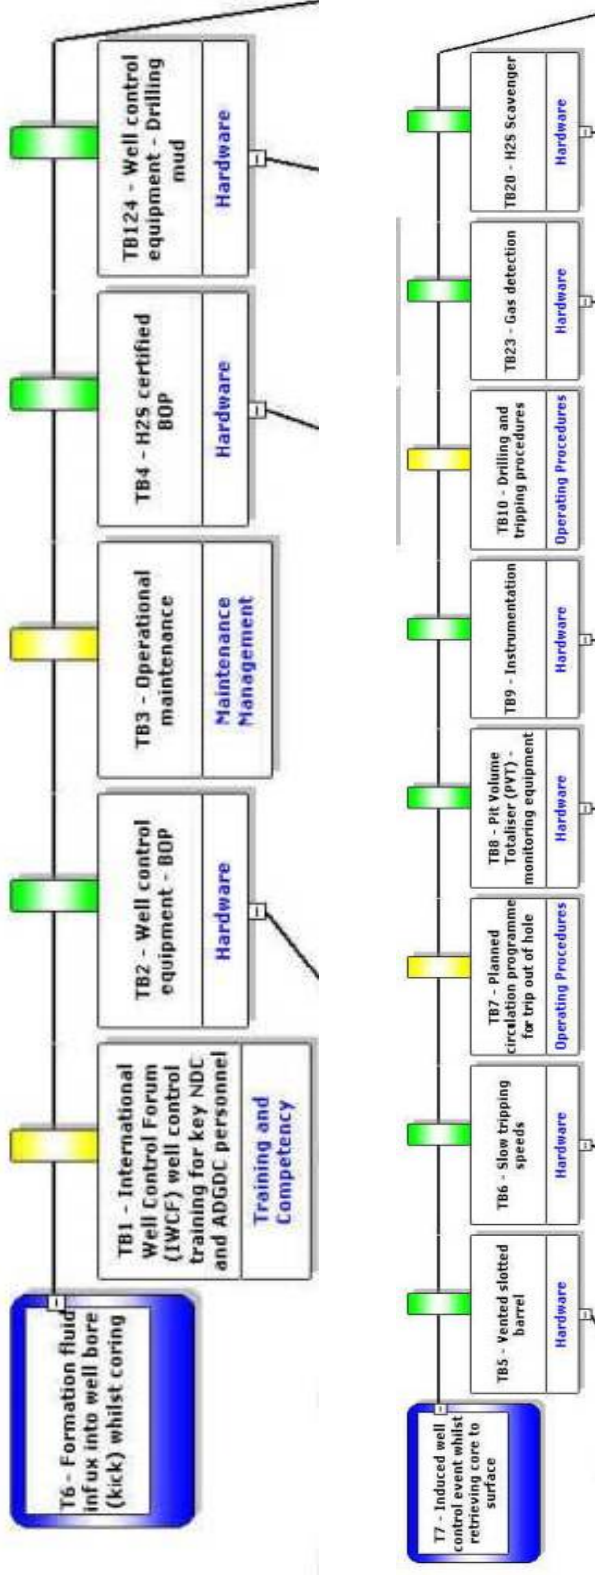 T6 - Formation fluid
infux into well bore
(kick) whilst coring
TB1 - International
Well Control Forum
(IWCF) well control
training for key NDC
and ADGDC personnel
Training and
Competency
TB2 - Well control
equipment - BOP
Hardware
TB3 - Operational
maintenance
Maintenance
Management
TB4 - H2S certified
BOP
Hardware
TB124 - Well control
equipment - Drilling
mud
Hardware
T7 - Induced well
control event whilst
retrieving core to
surface
TB5 - Vented slotted
barrel
Hardware
TB6 - Slow tripping
speeds
Hardware
TB7 - Planned
circulation programme
for trip out of hole
Operating Procedures
TB8 - Pit Volume
Totaliser (PVT) -
monitoring equipment
Hardware
TB9 - Instrumentation
Hardware
TB10 - Drilling and
tripping procedures
Operating Procedures
TB23 - Gas detection
Hardware
TB20 - H2S Scavenger
Hardware